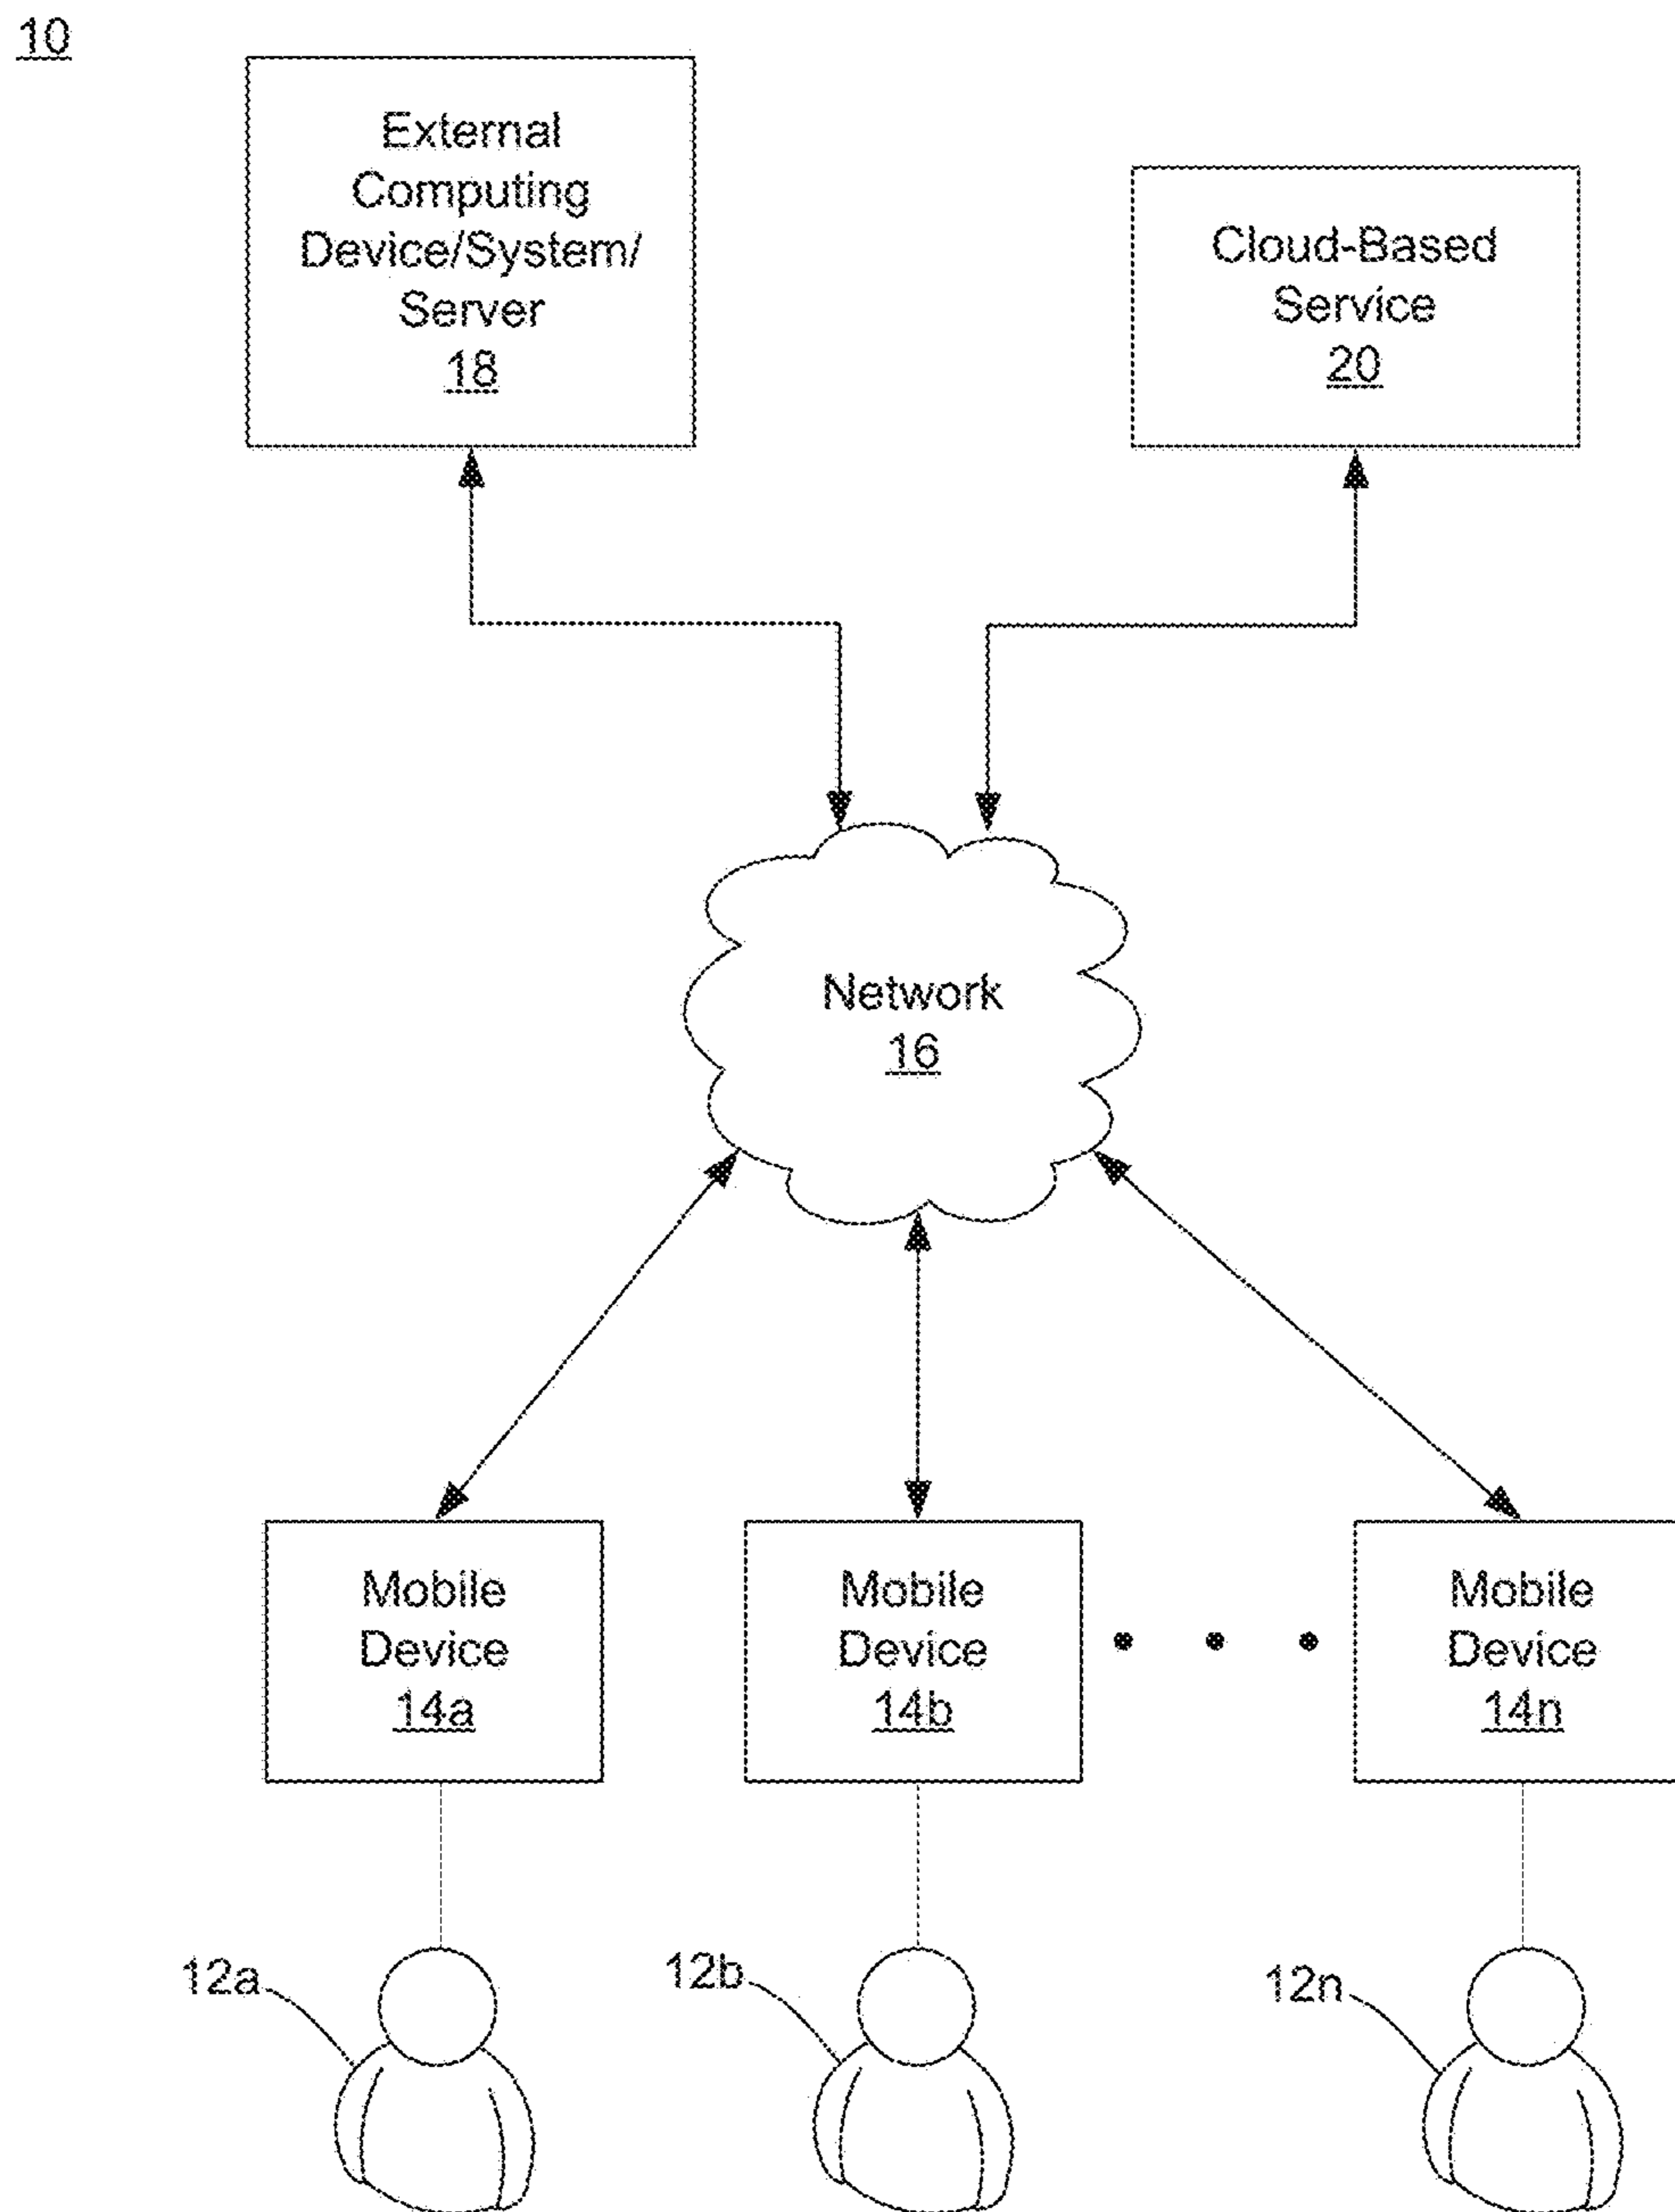 10
External
Computing
Device/System/
Server
18
Cloud-Based
Service
20
Network
16
Mobile
Device
14a
Mobile
Device
14b
Mobile
Device
14n
12a
12b
12n